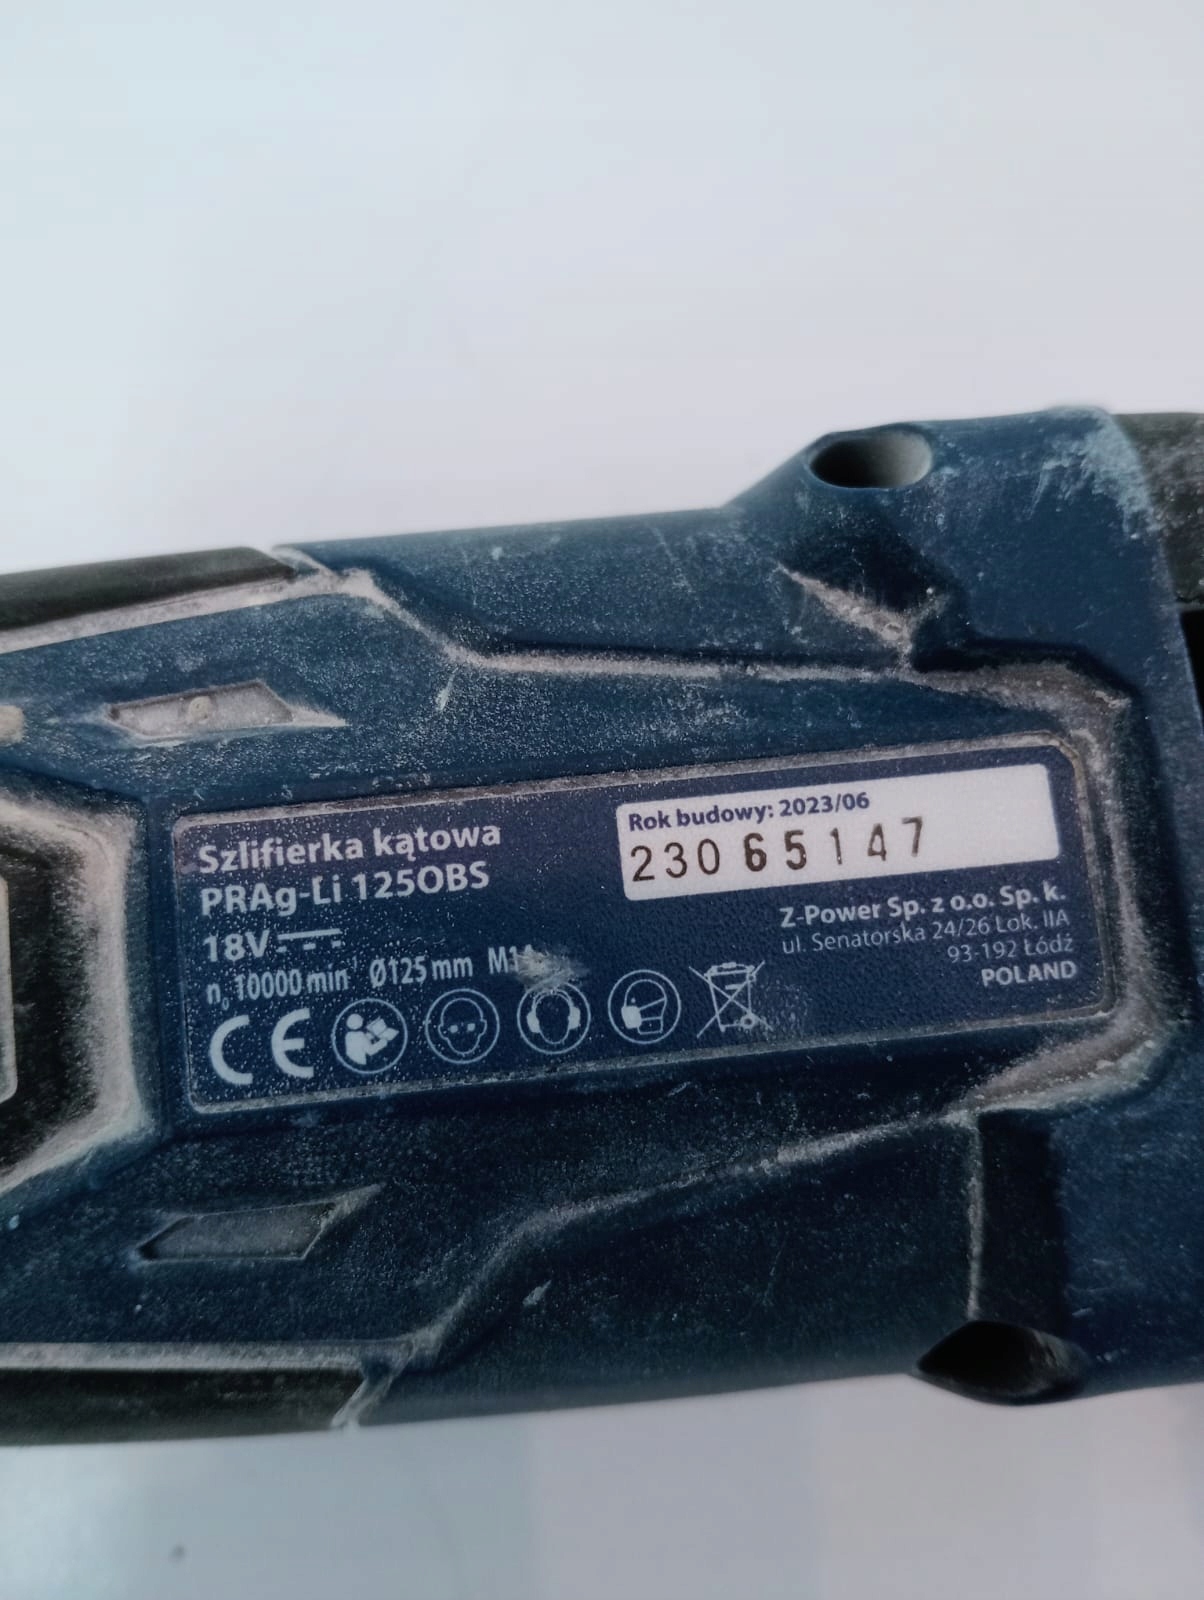 Szlifierka kątowa
PRAg-Li 125OBS
18V
n₀ 10000 min⁻¹ Ø125 mm
CE
Rok budowy: 2023/06
23065147
Z-Power Sp. z o.o. Sp. k.
ul. Senatorska 24/26 Lok. IIA
93-192 Łódź
POLAND